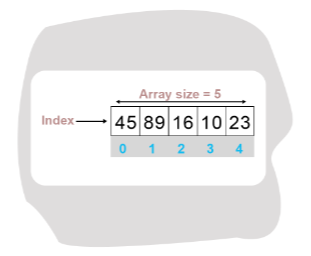 Array size = 5
Index 45 89 16 10 23
0 1 2 3 4